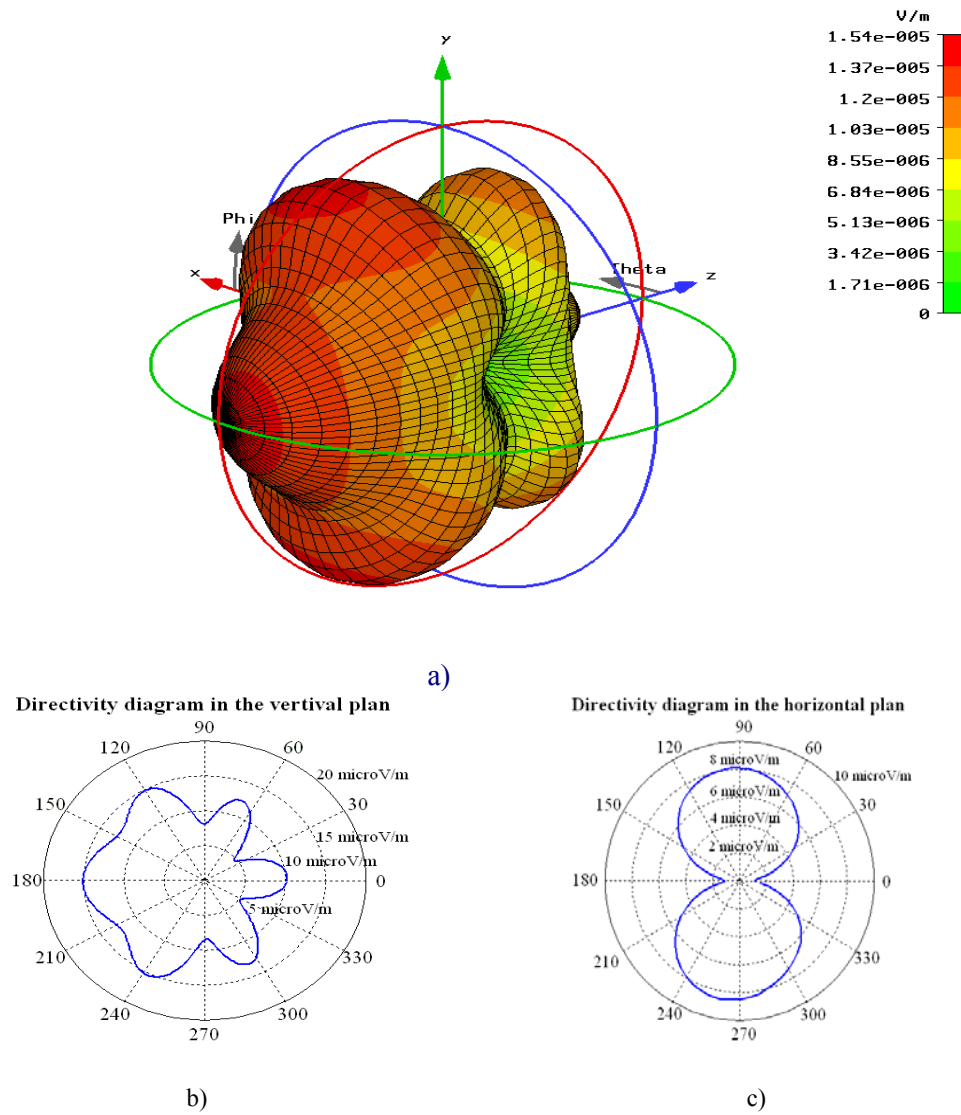 V/m
1.54e-005
1.37e-005
1.2e-005
1.03e-005
8.55e-006
6.84e-006
5.13e-006
3.42e-006
1.71e-006
0
y
Phi
x
Theta
z
a)
Directivity diagram in the vertival plan
90
120
60
20 microV/m
150
30
15 microV/m
10 microV/m
180
0
5 microV/m
210
330
240
300
270
b)
Directivity diagram in the horizontal plan
90
120
60
8 microV/m
10 microV/m
150
6 microV/m
30
4 microV/m
2 microV/m
180
0
210
330
240
300
270
c)